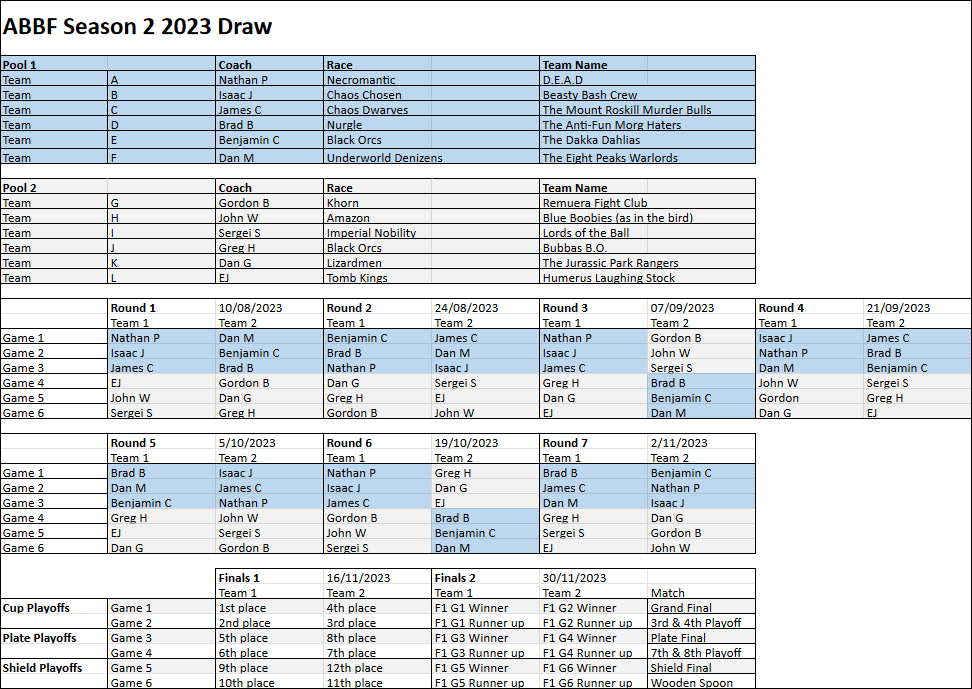 ABBF Season 2 2023 Draw
Pool 1 Coach Race Team Name
Team A Nathan P Necromantic D.E.A.D
Team B Isaac J Chaos Chosen Beasty Bash Crew
Team C James C Chaos Dwarves The Mount Roskill Murder Bulls
Team D Brad B Nurgle The Anti-Fun Morg Haters
Team E Benjamin C Black Orcs The Dakka Dahlias
Team F Dan M Underworld Denizens The Eight Peaks Warlords
Pool 2 Coach Race Team Name
Team G Gordon B Khorn Remuera Fight Club
Team H John W Amazon Blue Boobies (as in the bird)
Team I Sergei S Imperial Nobility Lords of the Ball
Team J Greg H Black Orcs Bubbas B.O.
Team K Dan G Lizardmen The Jurassic Park Rangers
Team L EJ Tomb Kings Humerus Laughing Stock
Round 1 10/08/2023 Round 2 24/08/2023 Round 3 07/09/2023 Round 4 21/09/2023
Team 1 Team 2 Team 1 Team 2 Team 1 Team 2 Team 1 Team 2
Game 1 Nathan P Dan M Benjamin C James C Nathan P Gordon B Isaac J James C
Game 2 Isaac J Benjamin C Brad B Dan M Isaac J John W Nathan P Brad B
Game 3 James C Brad B Nathan P Isaac J James C Sergei S Dan M Benjamin C
Game 4 EJ Gordon B Dan G Sergei S Greg H Brad B John W Sergei S
Game 5 John W Dan G Greg H EJ Dan G Benjamin C Gordon Greg H
Game 6 Sergei S Greg H Gordon B John W EJ Dan M Dan G EJ
Round 5 5/10/2023 Round 6 19/10/2023 Round 7 2/11/2023
Team 1 Team 2 Team 1 Team 2 Team 1 Team 2
Game 1 Brad B Isaac J Nathan P Greg H Brad B Benjamin C
Game 2 Dan M James C Isaac J Dan G James C Nathan P
Game 3 Benjamin C Nathan P James C EJ Dan M Isaac J
Game 4 Greg H John W Gordon B Brad B Greg H Dan G
Game 5 EJ Sergei S John W Benjamin C Sergei S Gordon B
Game 6 Dan G Gordon B Sergei S Dan M EJ John W
Finals 1 16/11/2023 Finals 2 30/11/2023
Team 1 Team 2 Team 1 Team 2 Match
Cup Playoffs Game 1 1st place 4th place F1 G1 Winner F1 G2 Winner Grand Final
Game 2 2nd place 3rd place F1 G1 Runner up F1 G2 Runner up 3rd & 4th Playoff
Plate Playoffs Game 3 5th place 8th place F1 G3 Winner F1 G4 Winner Plate Final
Game 4 6th place 7th place F1 G3 Runner up F1 G4 Runner up 7th & 8th Playoff
Shield Playoffs Game 5 9th place 12th place F1 G5 Winner F1 G6 Winner Shield Final
Game 6 10th place 11th place F1 G5 Runner up F1 G6 Runner up Wooden Spoon